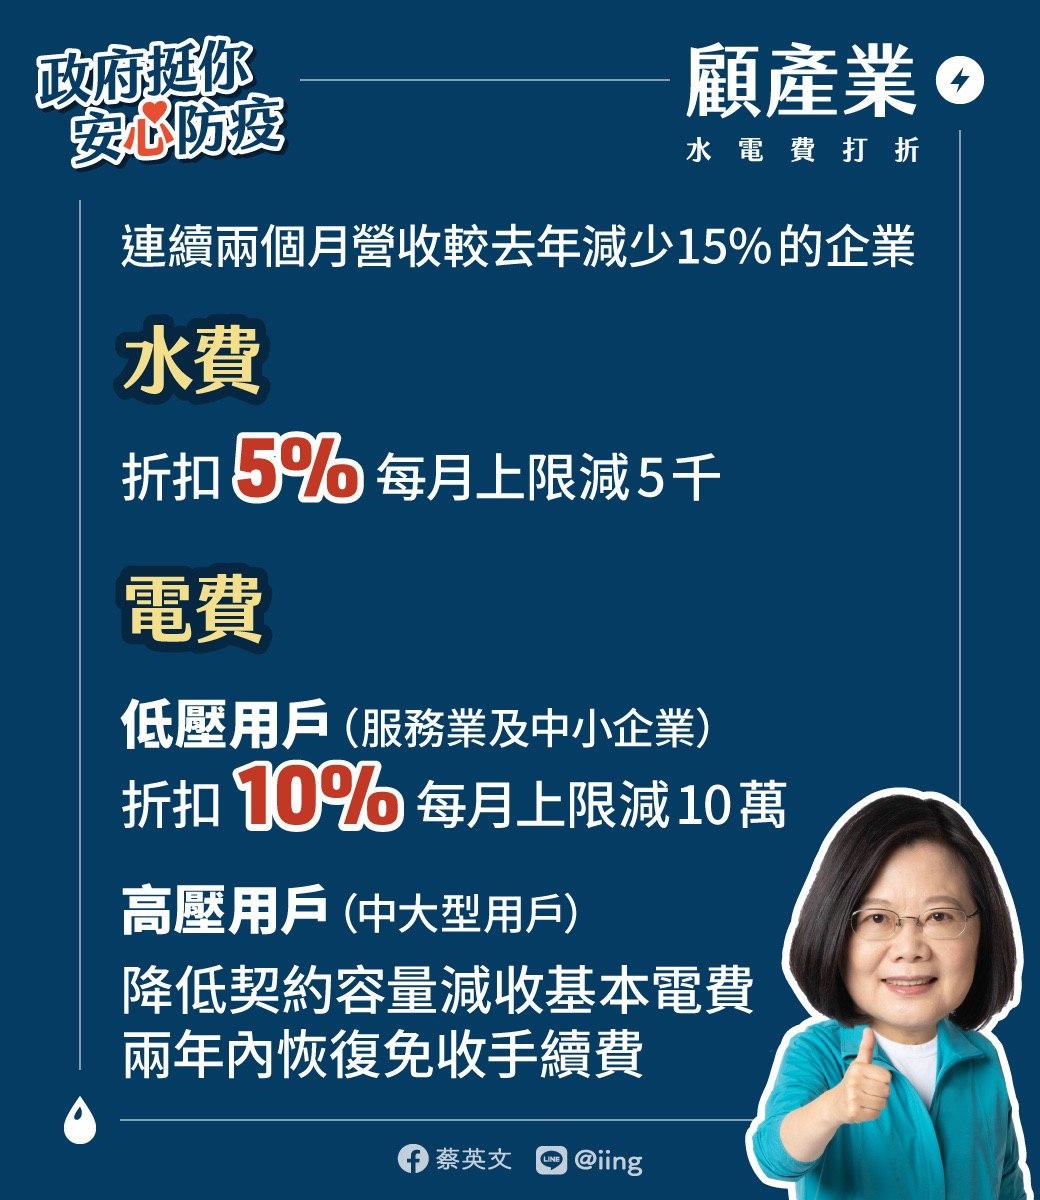 政府挺你
安心防疫
顧產業
水電費打折
連續兩個月營收較去年減少15%的企業
水費
折扣 5% 每月上限減5千
電費
低壓用戶（服務業及中小企業）
折扣 10% 每月上限減10萬
高壓用戶（中大型用戶）
降低契約容量減收基本電費
兩年內恢復免收手續費
蔡英文 LINE @iing